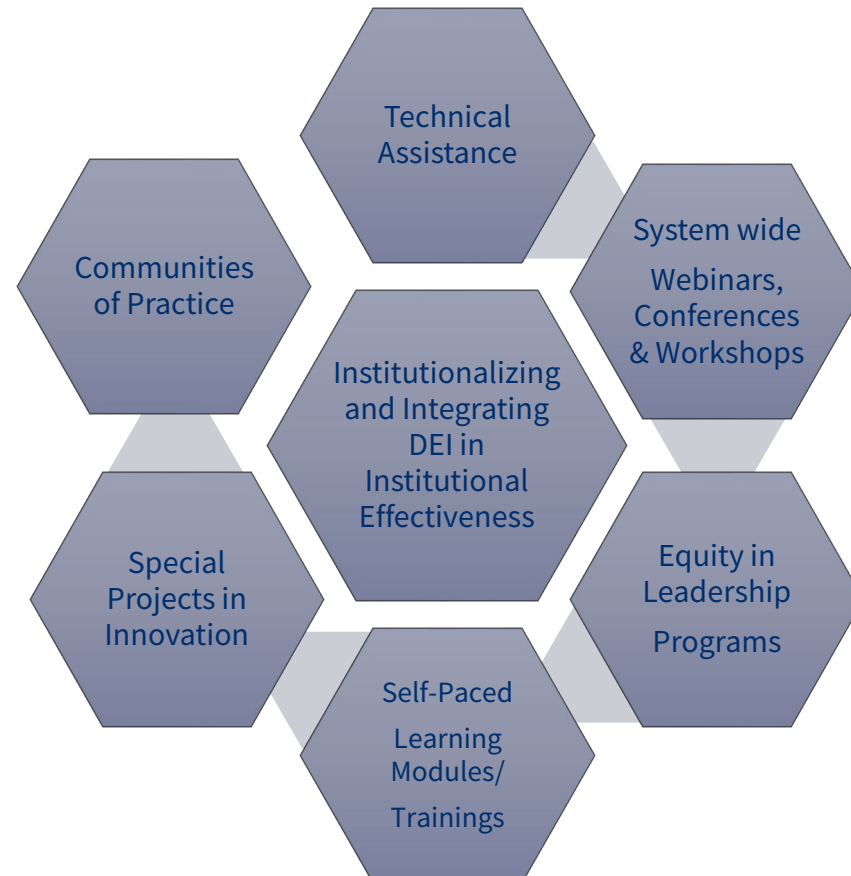 Technical
Assistance
System wide
Webinars,
Conferences
& Workshops
Equity in
Leadership
Programs
Self-Paced
Learning
Modules/
Trainings
Special
Projects in
Innovation
Communities
of Practice
Institutionalizing
and Integrating
DEI in
Institutional
Effectiveness